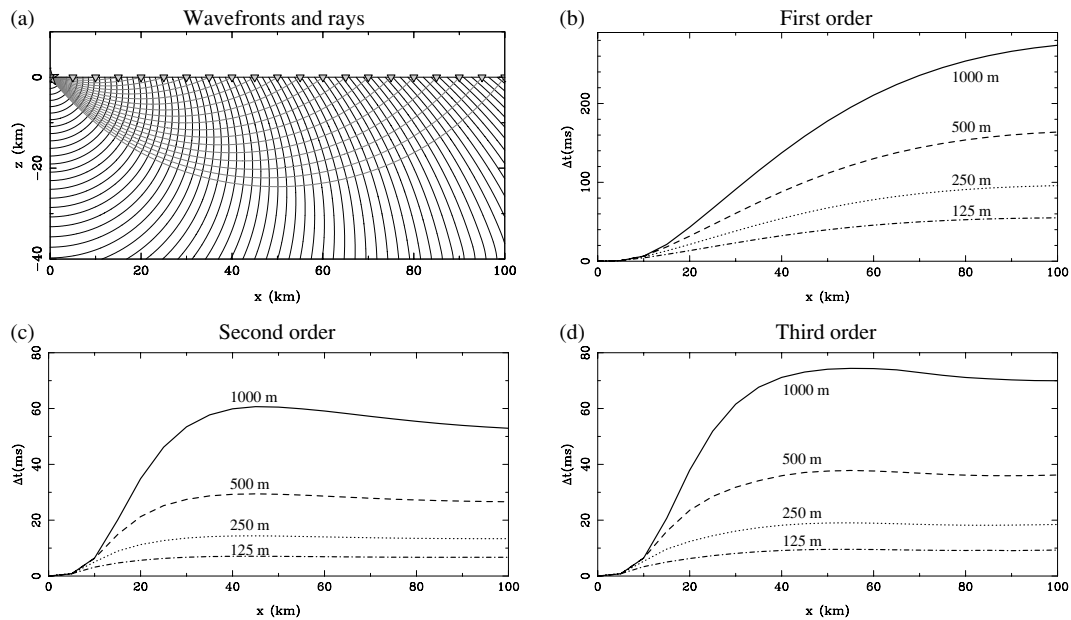 (a) Wavefronts and rays
0
−20
−40
z (km)
0 20 40 60 80 100
x (km)
(b) First order
200
100
0
Δt(ms)
1000 m
500 m
250 m
125 m
0 20 40 60 80 100
x (km)
(c) Second order
80
60
40
20
0
Δt(ms)
1000 m
500 m
250 m
125 m
0 20 40 60 80 100
x (km)
(d) Third order
80
60
40
20
0
Δt(ms)
1000 m
500 m
250 m
125 m
0 20 40 60 80 100
x (km)